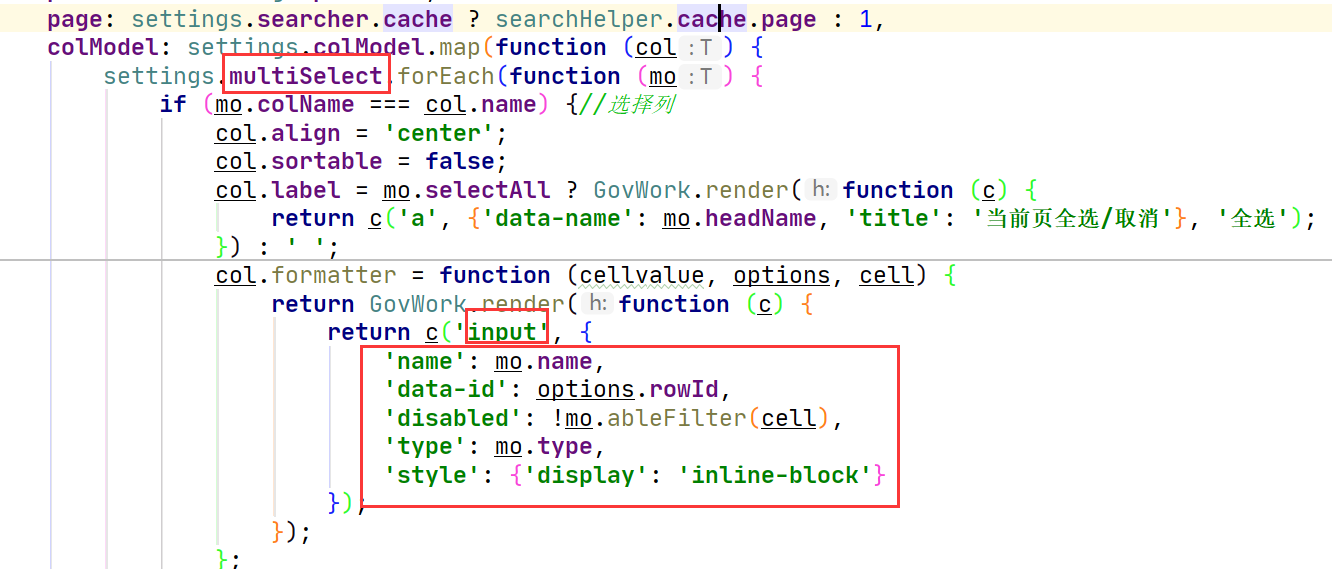 page: settings.searcher.cache ? searchHelper.cache.page : 1,
colModel: settings.colModel.map(function (col :T ) {
settings.multiSelect.forEach(function (mo :T ) {
if (mo.colName === col.name) {//选择列
col.align = 'center';
col.sortable = false;
col.label = mo.selectAll ? GovWork.render( h: function (c) {
return c('a', {'data-name': mo.headName, 'title': '当前页全选/取消'}, '全选');
}) : ' ';
col.formatter = function (cellvalue, options, cell) {
return GovWork.render( h: function (c) {
return c('input', {
'name': mo.name,
'data-id': options.rowId,
'disabled': !mo.ableFilter(cell),
'type': mo.type,
'style': {'display': 'inline-block'}
});
});
};